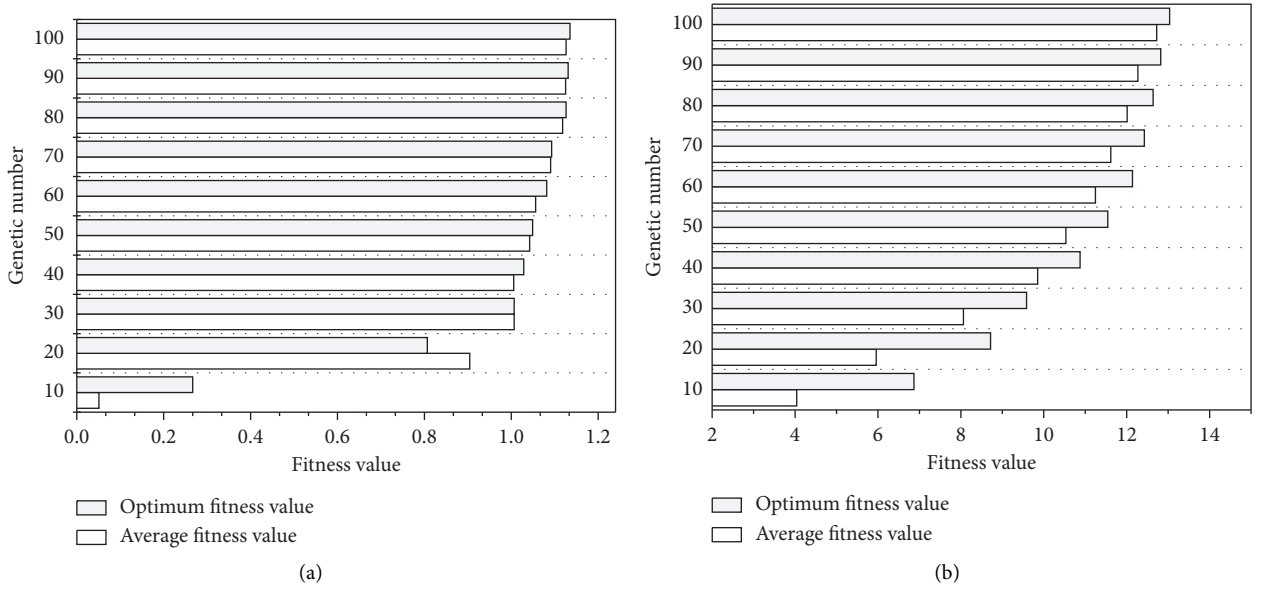 100
90
80
70
60
50
40
30
20
10
Genetic number
0.0 0.2 0.4 0.6 0.8 1.0 1.2
Fitness value
Optimum fitness value
Average fitness value
(a)
100
90
80
70
60
50
40
30
20
10
Genetic number
2 4 6 8 10 12 14
Fitness value
Optimum fitness value
Average fitness value
(b)